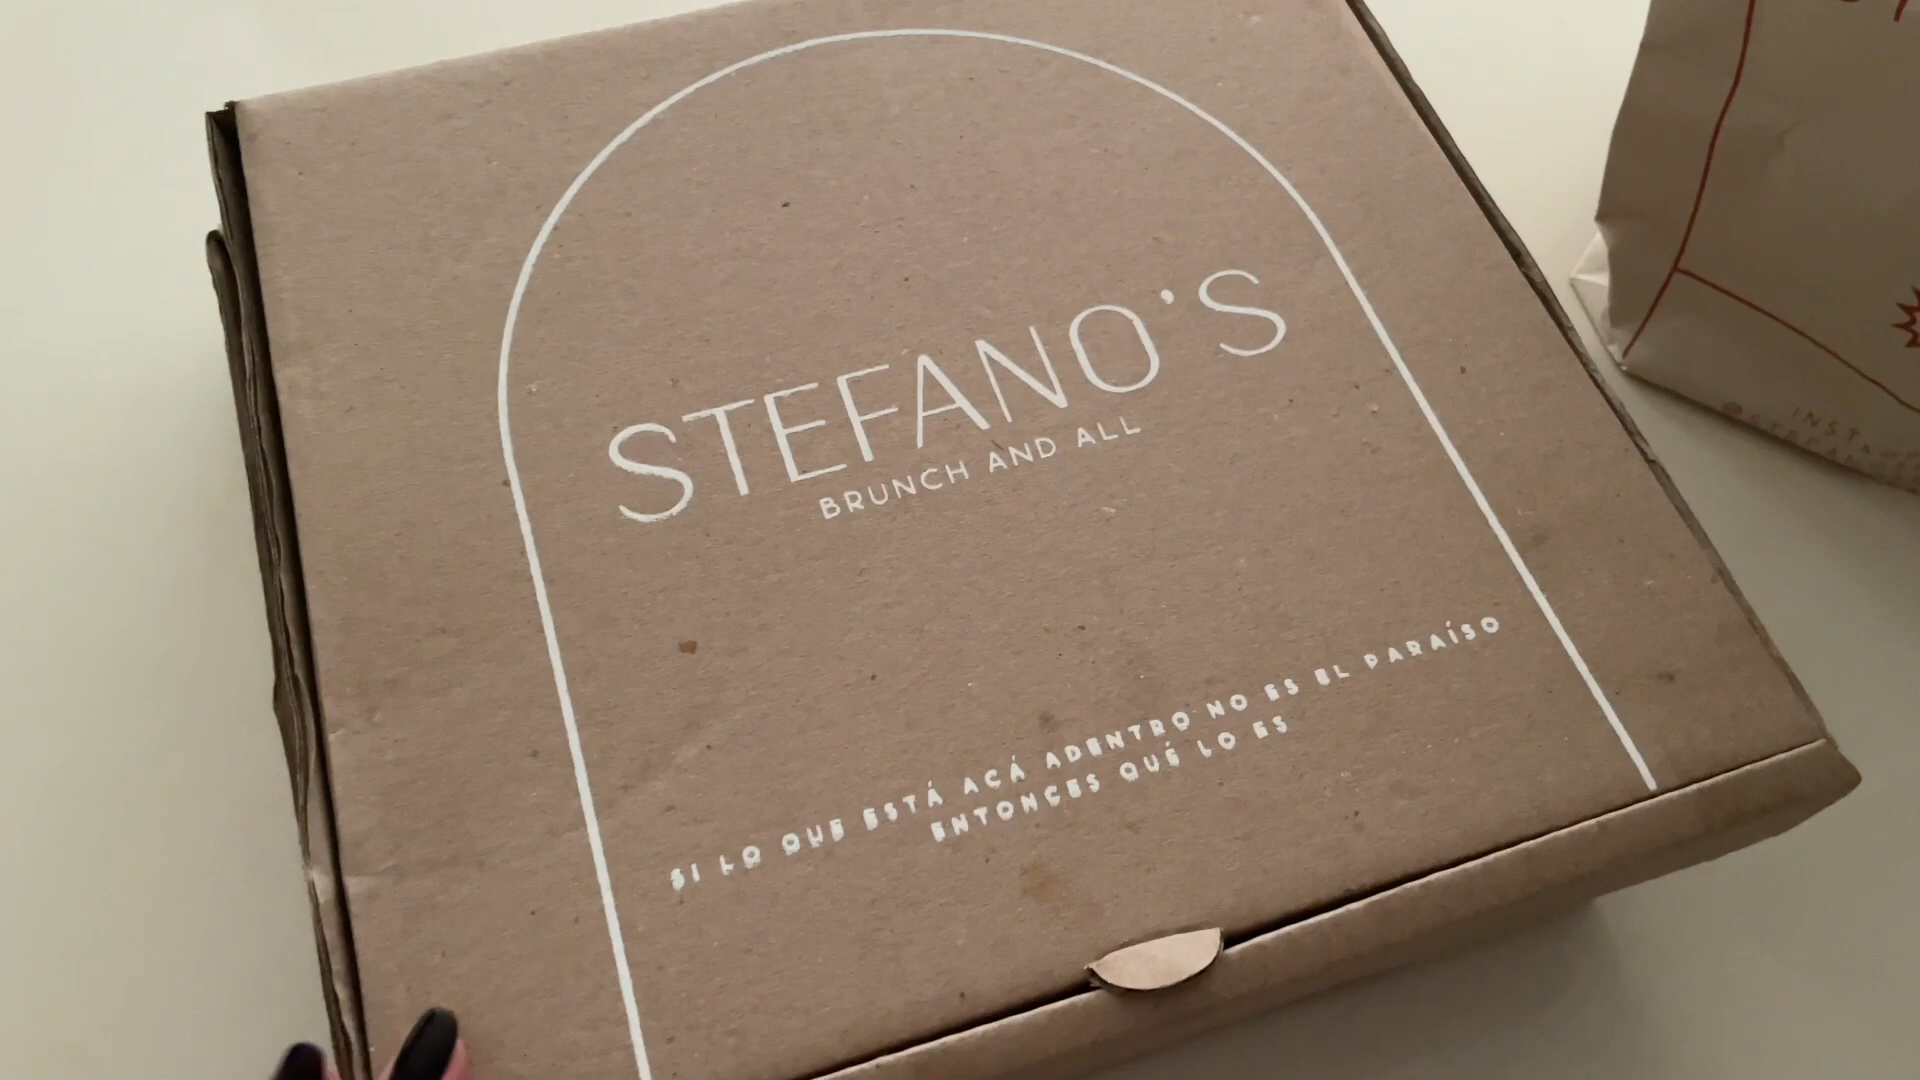 STEFANO'S
BRUNCH AND ALL
SI LO QUE ESTÁ ACÁ ADENTRO NO ES EL PARAÍSO
ENTONCES QUÉ LO ES